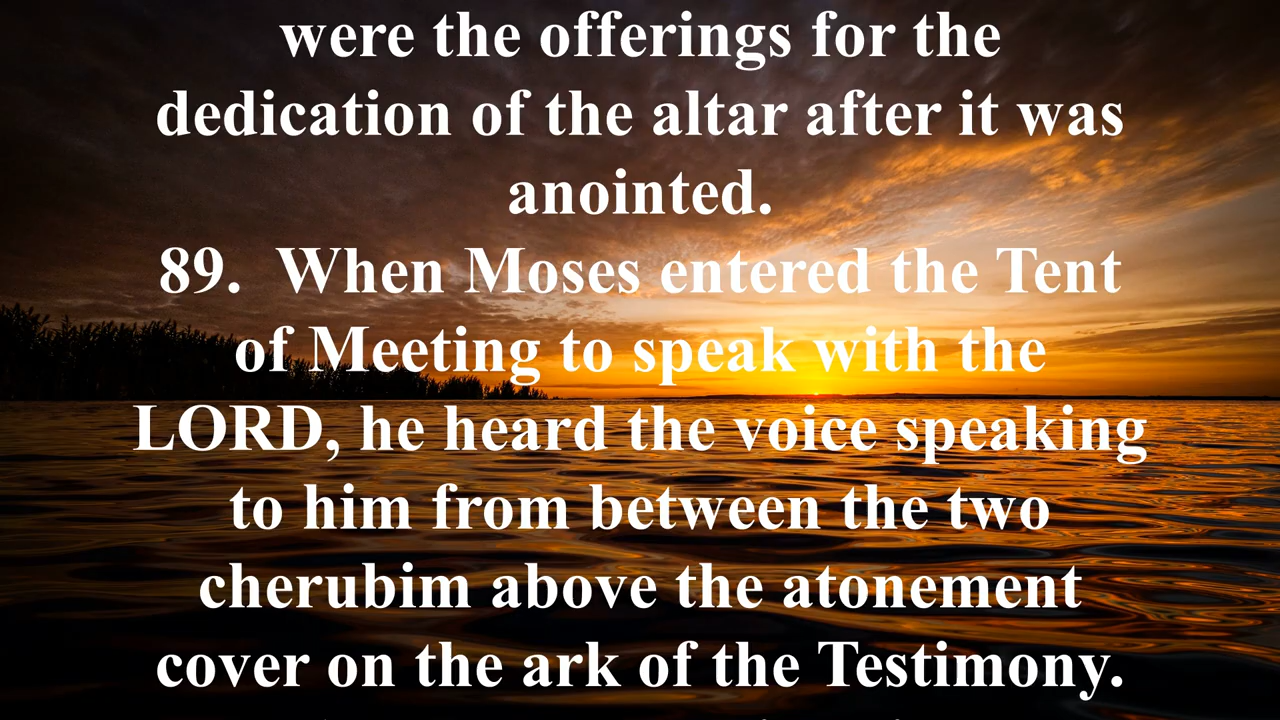 were the offerings for the
dedication of the altar after it was
anointed.
89. When Moses entered the Tent
of Meeting to speak with the
LORD, he heard the voice speaking
to him from between the two
cherubim above the atonement
cover on the ark of the Testimony.